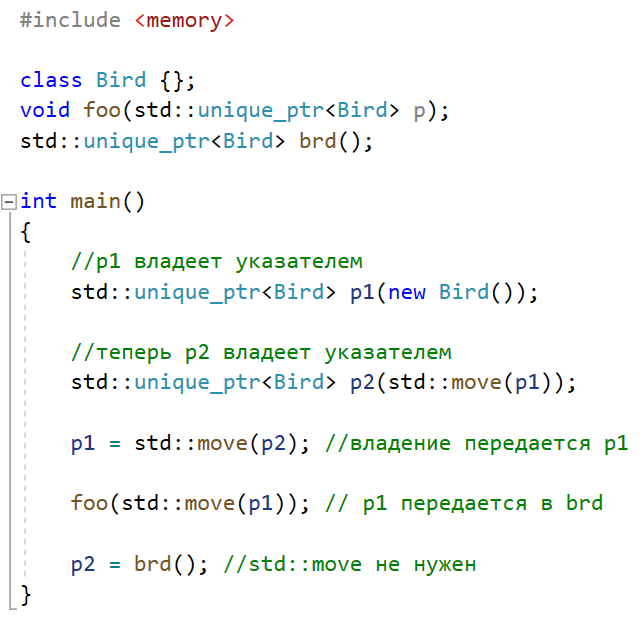 #include <memory>
class Bird {};
void foo(std::unique_ptr<Bird> p);
std::unique_ptr<Bird> brd();
int main()
{
//p1 владеет указателем
std::unique_ptr<Bird> p1(new Bird());
//теперь p2 владеет указателем
std::unique_ptr<Bird> p2(std::move(p1));
p1 = std::move(p2); //владение передается p1
foo(std::move(p1)); // p1 передается в brd
p2 = brd(); //std::move не нужен
}